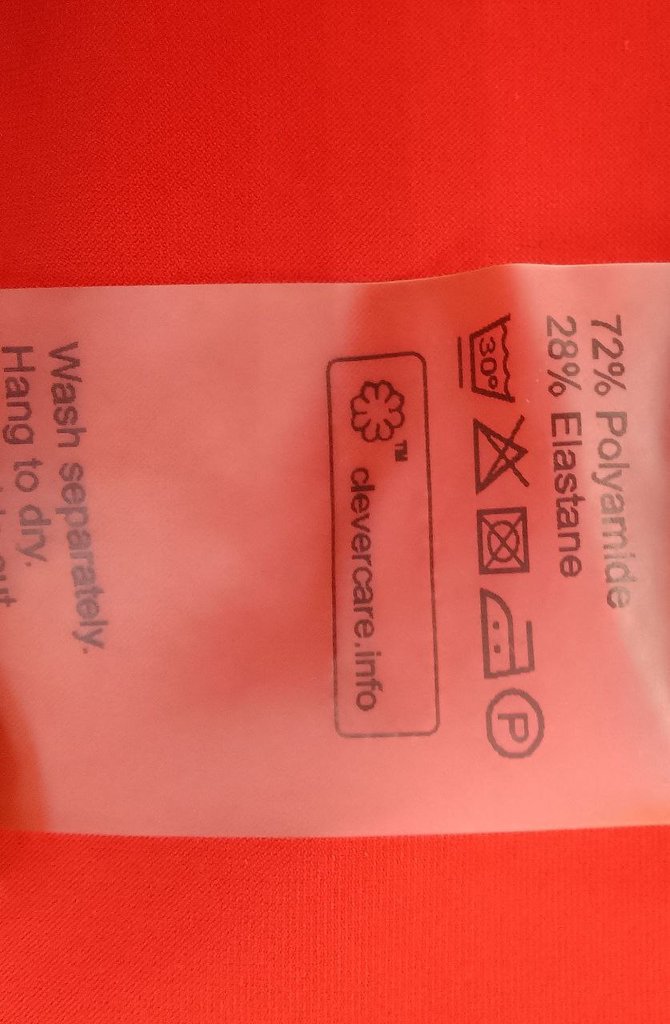 72% Polyamide
28% Elastane
30°
P
clevercare.info
TM
Wash separately.
Hang to dry.